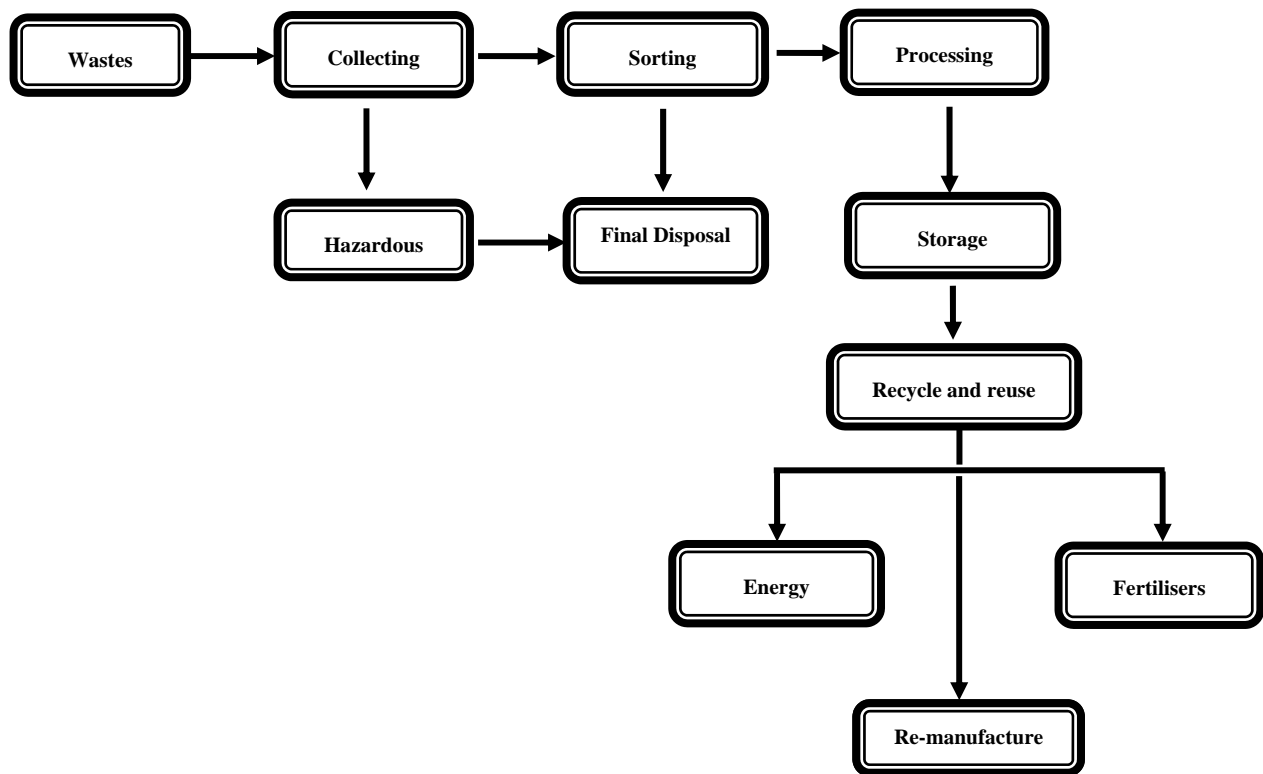 Wastes
Collecting
Sorting
Processing
Hazardous
Final Disposal
Storage
Recycle and reuse
Energy
Fertilisers
Re-manufacture